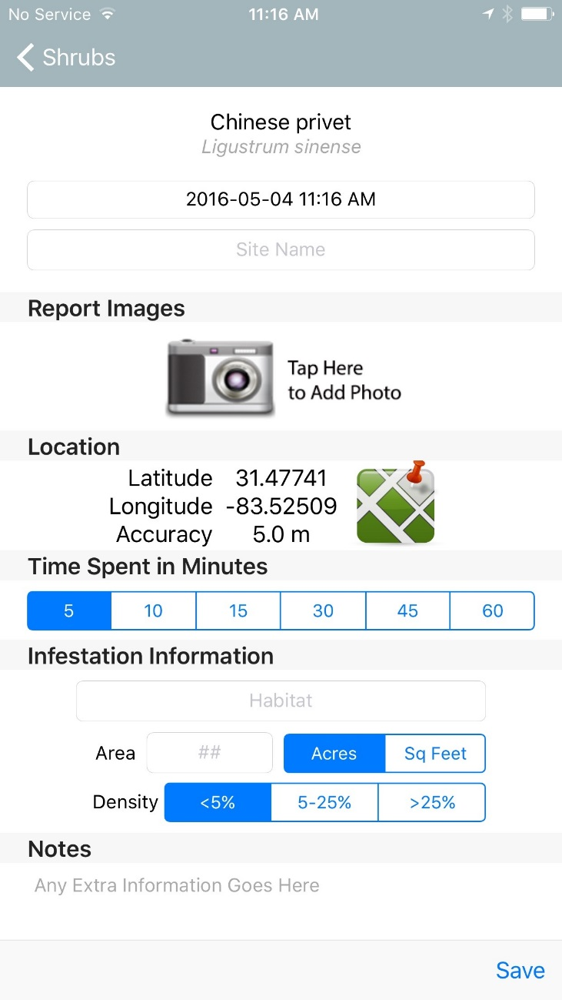 No Service 11:16 AM
Shrubs
Chinese privet
Ligustrum sinense
2016-05-04 11:16 AM
Site Name
Report Images
Tap Here
to Add Photo
Location
Latitude 31.47741
Longitude -83.52509
Accuracy 5.0 m
Time Spent in Minutes
5 10 15 30 45 60
Infestation Information
Habitat
Area ## Acres Sq Feet
Density <5% 5-25% >25%
Notes
Any Extra Information Goes Here
Save